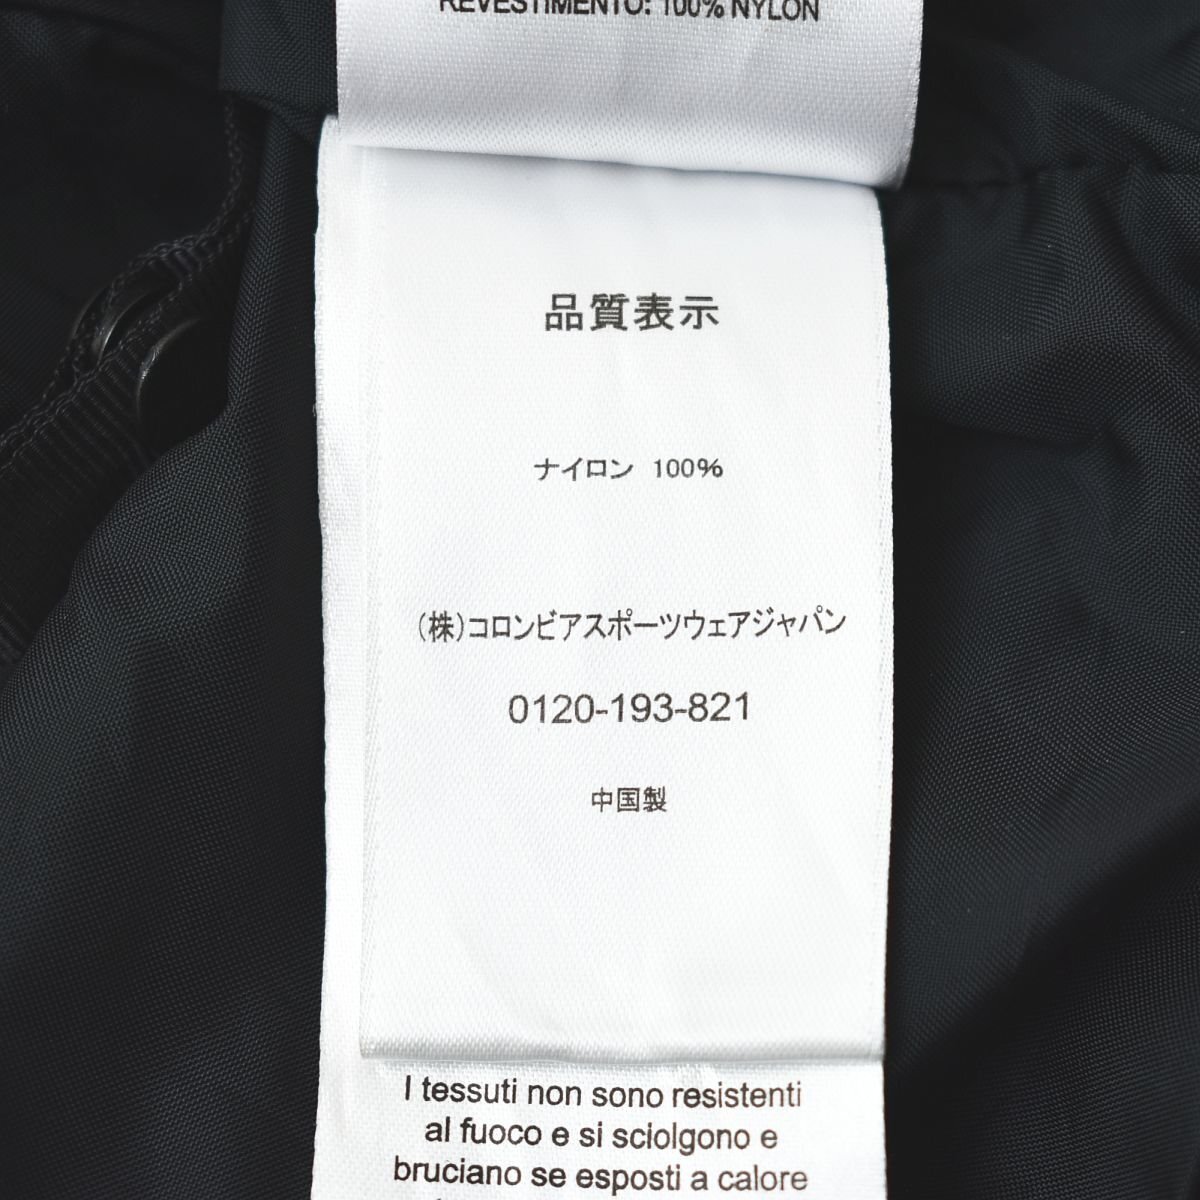 REVESTIMENTO: 100% NYLON
品質表示
ナイロン 100%
(株)コロンビアスポーツウェアジャパン
0120-193-821
中国製
I tessuti non sono resistenti
al fuoco e si sciolgono e
bruciano se esposti a calore